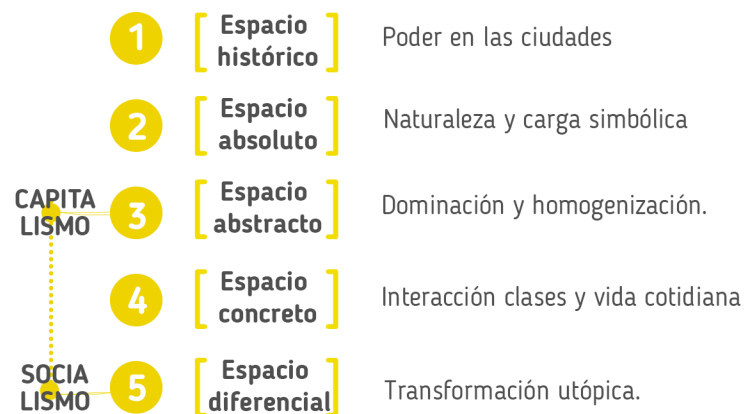 1 Espacio histórico Poder en las ciudades
2 Espacio absoluto Naturaleza y carga simbólica
CAPITA
LISMO
3 Espacio abstracto Dominación y homogenización.
4 Espacio concreto Interacción clases y vida cotidiana
SOCIA
LISMO
5 Espacio diferencial Transformación utópica.